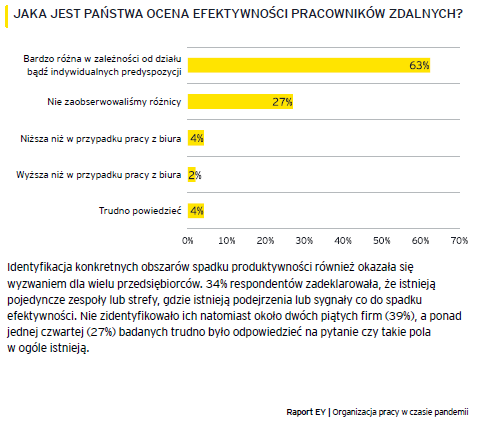 JAKA JEST PAŃSTWA OCENA EFEKTYWNOŚCI PRACOWNIKÓW ZDALNYCH?
Bardzo różna w zależności od działu
bądź indywidualnych predyspozycji
63%
Nie zaobserwowaliśmy różnicy
27%
Niższa niż w przypadku pracy z biura
4%
Wyższa niż w przypadku pracy z biura
2%
Trudno powiedzieć
4%
0% 10% 20% 30% 40% 50% 60% 70%
Identyfikacja konkretnych obszarów spadku produktywności również okazała się
wyzwaniem dla wielu przedsiębiorców. 34% respondentów zadeklarowała, że istnieją
pojedyncze zespoły lub strefy, gdzie istnieją podejrzenia lub sygnały co do spadku
efektywności. Nie zidentyfikowało ich natomiast około dwóch piątych firm (39%), a ponad
jednej czwartej (27%) badanych trudno było odpowiedzieć na pytanie czy takie pola
w ogóle istnieją.
Raport EY | Organizacja pracy w czasie pandemii